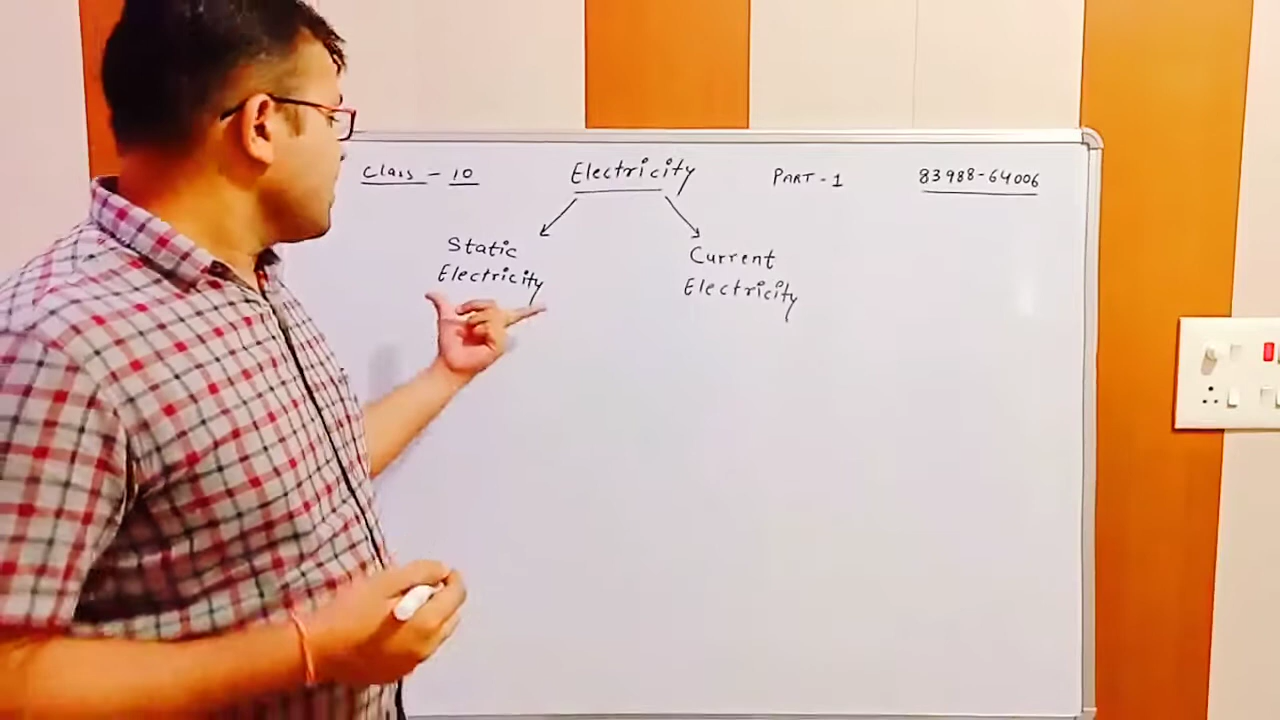 Class - 10
Electricity
PART - 1
83988-64006
Static
Electricity
Current
Electricity